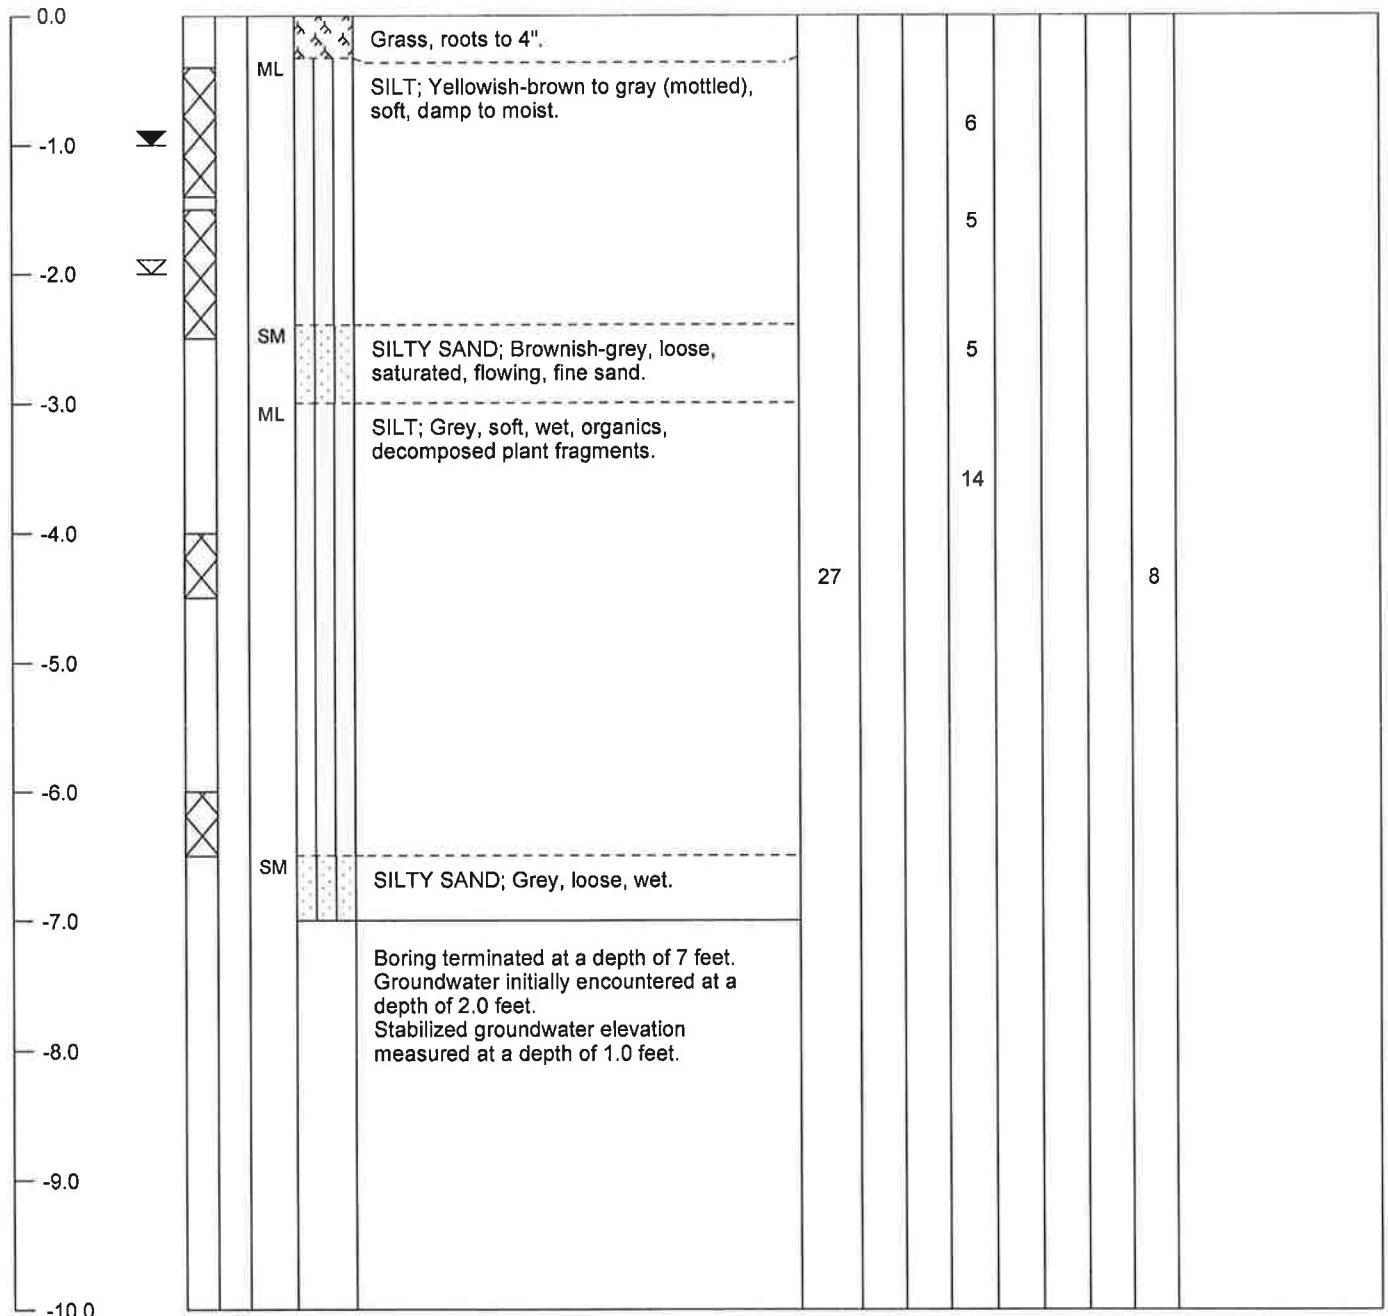 0.0
Grass, roots to 4".
ML
SILT; Yellowish-brown to gray (mottled),
soft, damp to moist.
6
-1.0
5
-2.0
SM
SILTY SAND; Brownish-grey, loose,
saturated, flowing, fine sand.
5
-3.0
ML
SILT; Grey, soft, wet, organics,
decomposed plant fragments.
14
-4.0
27
8
-5.0
-6.0
SM
SILTY SAND; Grey, loose, wet.
-7.0
Boring terminated at a depth of 7 feet.
Groundwater initially encountered at a
depth of 2.0 feet.
Stabilized groundwater elevation
measured at a depth of 1.0 feet.
-8.0
-9.0
-10.0